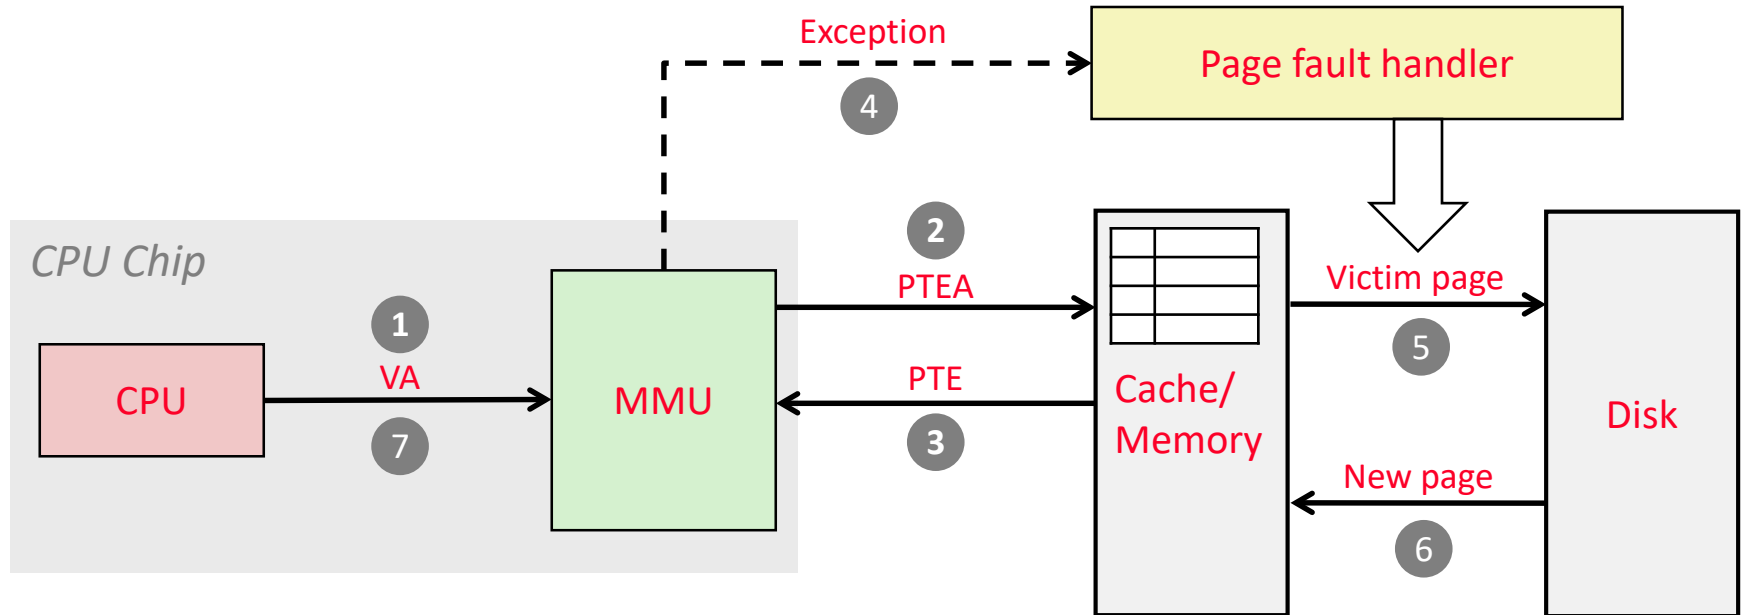 Exception
Page fault handler
4
CPU Chip
2
PTEA
Victim page
1
5
VA
CPU
MMU
PTE
Cache/
Memory
Disk
7
3
New page
6